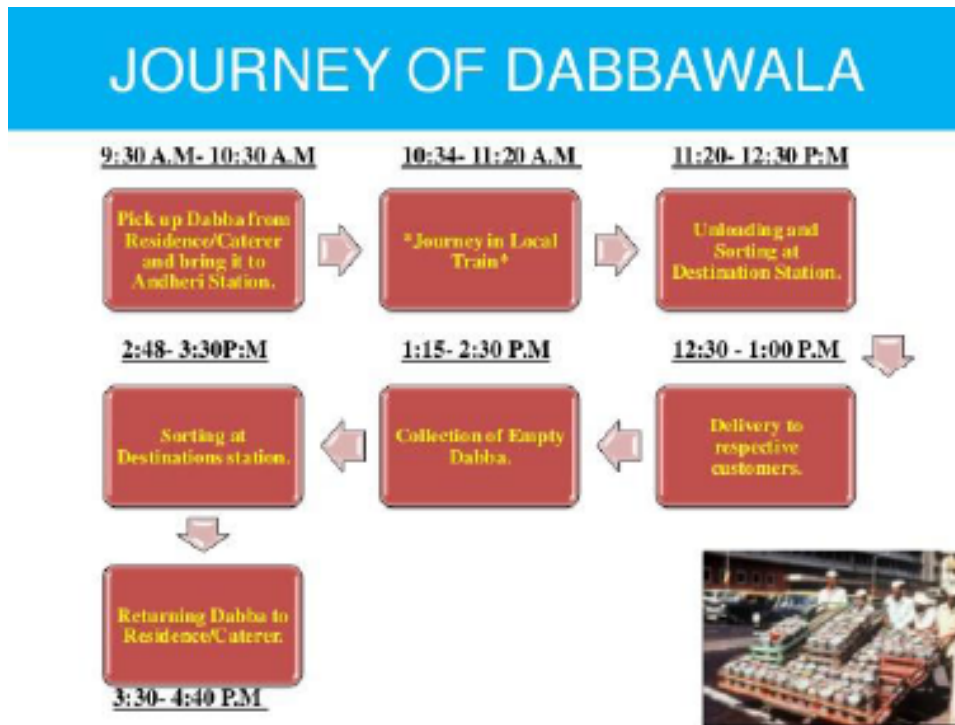 JOURNEY OF DABBAWALA
9:30 A.M- 10:30 A.M
Pick up Dabba from
Residence/Caterer
and bring it to
Andheri Station.
10:34- 11:20 A.M
*Journey in Local
Train*
11:20- 12:30 P:M
Unloading and
Sorting at
Destination Station.
12:30 - 1:00 P.M
Delivery to
respective
customers.
1:15- 2:30 P.M
Collection of Empty
Dabba.
2:48- 3:30P:M
Sorting at
Destinations station.
Returning Dabba to
Residence/Caterer.
3:30- 4:40 P.M